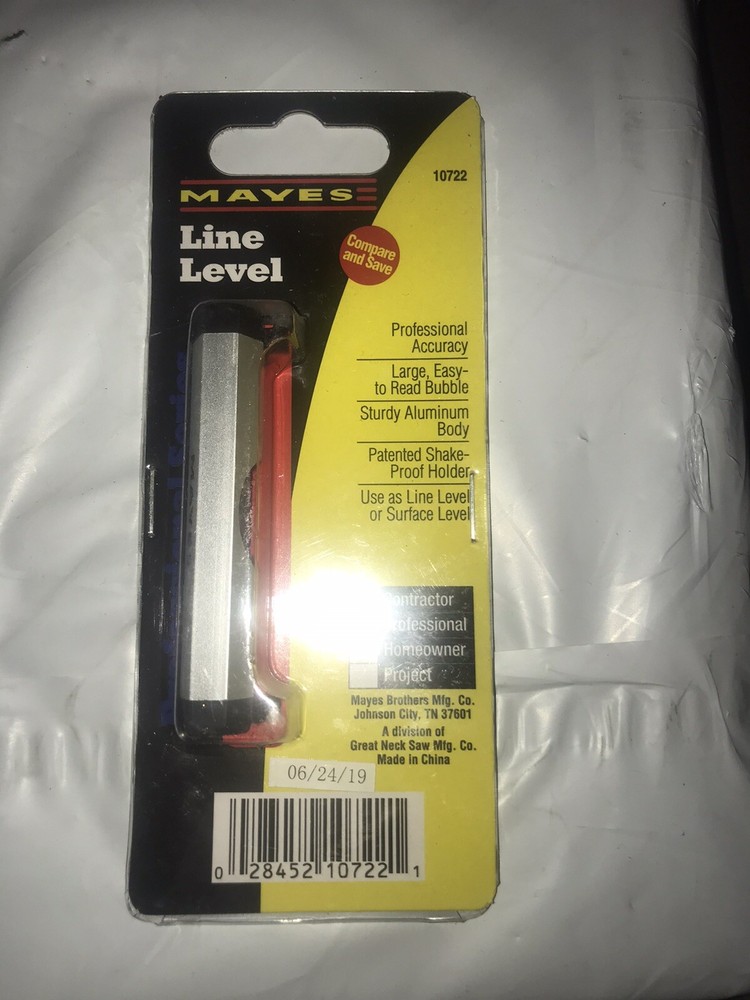 MAYES
10722
Line
Level
Compare
and Save
Professional
Accuracy
Large, Easy-
to Read Bubble
Sturdy Aluminum
Body
Patented Shake-
Proof Holder
Use as Line Level
or Surface Level
Homeowner
Project
Mayes Brothers Mfg. Co.
Johnson City, TN 37601
A division of
Great Neck Saw Mfg. Co.
Made in China
06/24/19
0 28452 10722 1